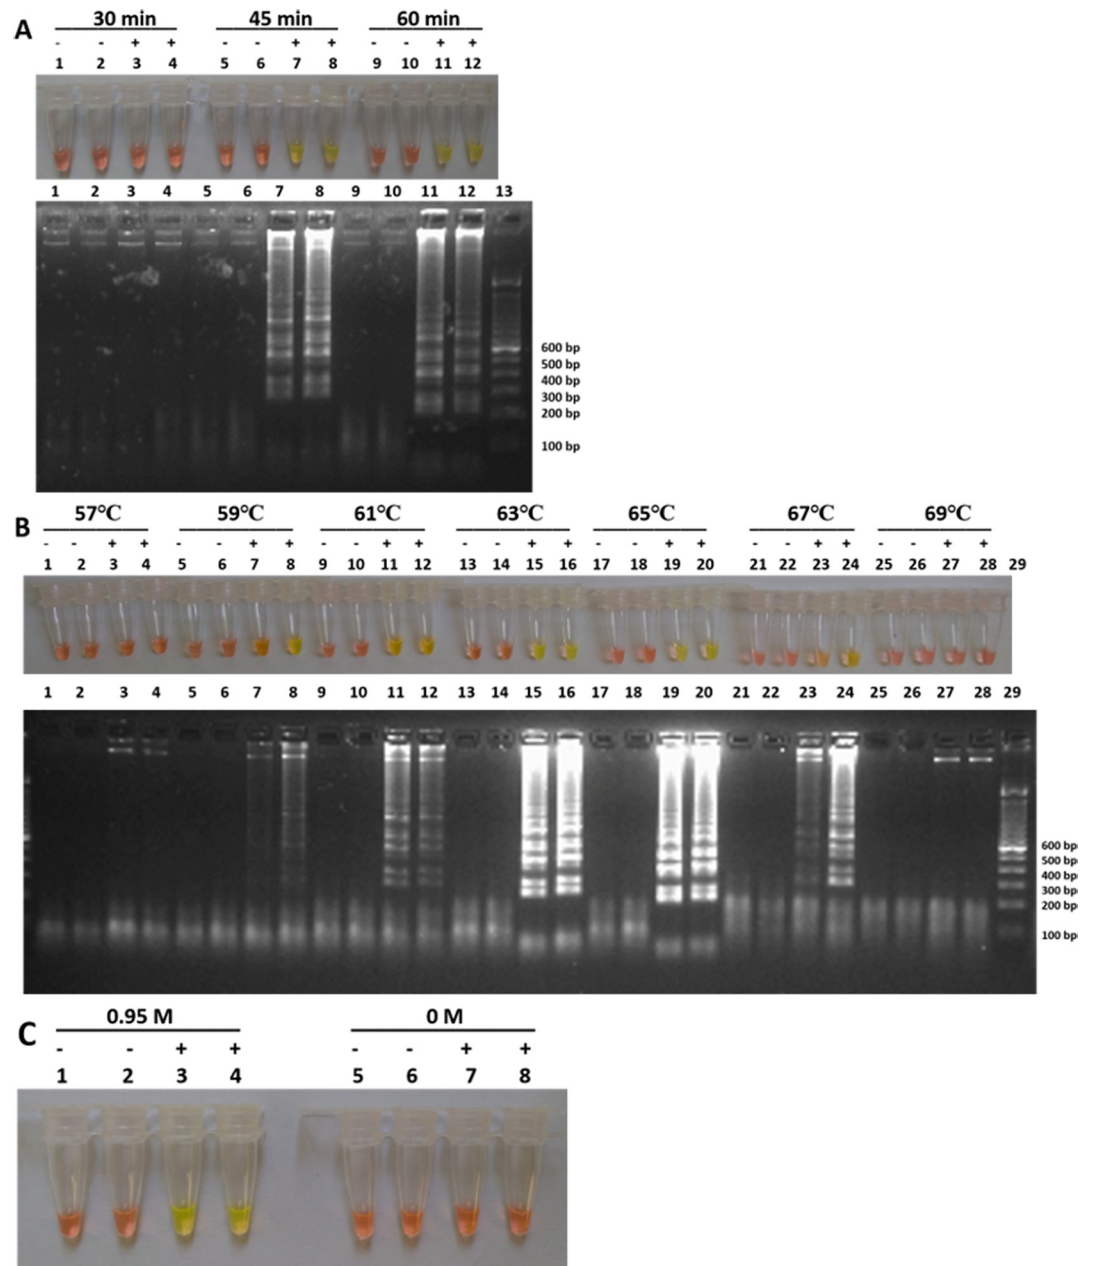 A
30 min 45 min 60 min
- - + + - - + + - - + +
1 2 3 4 5 6 7 8 9 10 11 12
1 2 3 4 5 6 7 8 9 10 11 12 13
600 bp
500 bp
400 bp
300 bp
200 bp
100 bp
B
57℃ 59℃ 61℃ 63℃ 65℃ 67℃ 69℃
- - + + - - + + - - + + - - + + - - + + - - + + - - + +
1 2 3 4 5 6 7 8 9 10 11 12 13 14 15 16 17 18 19 20 21 22 23 24 25 26 27 28 29
1 2 3 4 5 6 7 8 9 10 11 12 13 14 15 16 17 18 19 20 21 22 23 24 25 26 27 28 29
600 bp
500 bp
400 bp
300 bp
200 bp
100 bp
C
0.95 M 0 M
- - + + - - + +
1 2 3 4 5 6 7 8